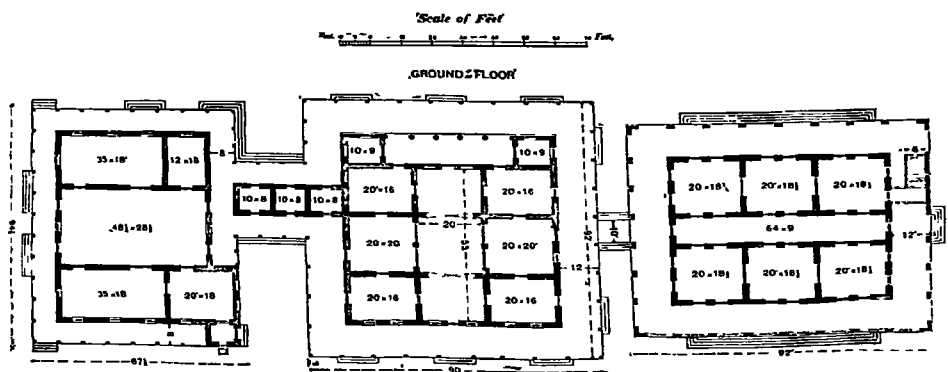 Scale of Feet
Feet.
GROUND FLOOR
35 × 18'
12 × 18
8
10 × 9
10 × 9
20 × 16
20 × 16
10 × 8
10 × 8
10 × 8
20
48½ × 28½
20 × 20
20 × 20'
12
35 × 18
20 × 18
20 × 16
20 × 16
67½
90
20 × 18½
20 × 18½
20 × 18½
64 × 9
12'
20 × 18½
20 × 18½
20 × 18½
92'